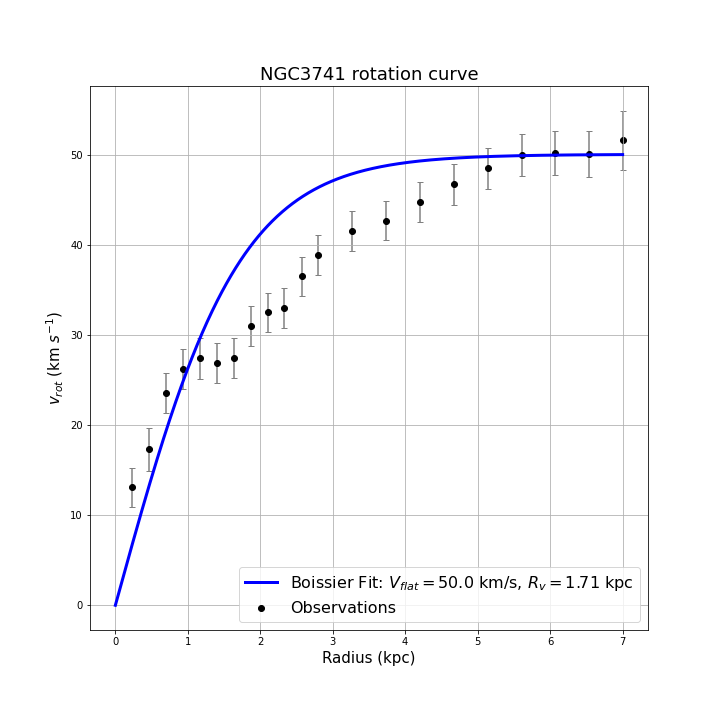 NGC3741 rotation curve
50
40
30
20
10
0
v_rot (km s⁻¹)
0 1 2 3 4 5 6 7
Radius (kpc)
Boissier Fit: V_flat = 50.0 km/s, R_v = 1.71 kpc
Observations